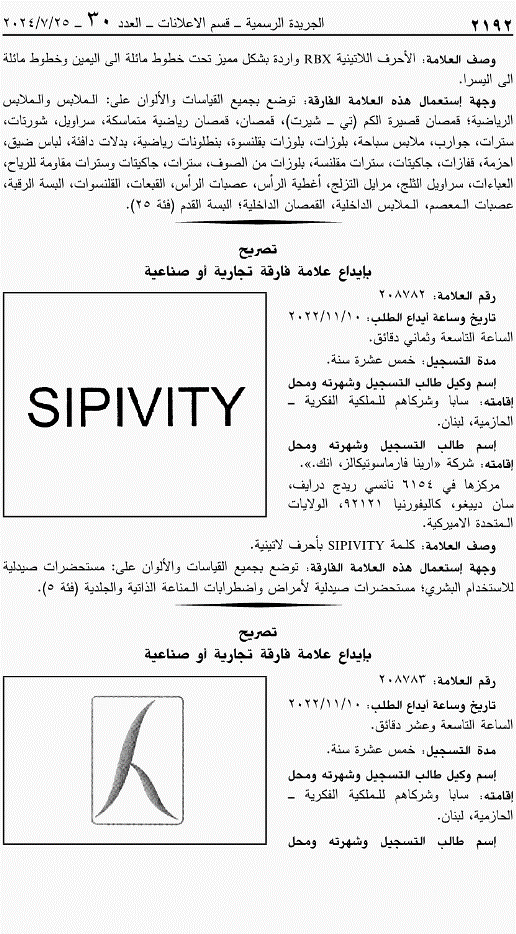 ٢١٩٢
الجريدة الرسمية ــ قسم الاعلانات ــ العدد ٣٠ ــ ٢٠٢٤/٧/٢٥
وصف العلامة: الأحرف اللاتينية RBX واردة بشكل مميز تحت خطوط مائلة الى اليمين وخطوط مائلة
الى اليسرا.
وجهة إستعمال هذه العلامة الفارقة: توضع بجميع القياسات والألوان على: الملابس والملابس
الرياضية؛ قمصان قصيرة الكم (تي ــ شيرت)، قمصان، قمصان رياضية متماسكة، سراويل، شورتات،
سترات، جوارب، ملابس سباحة، بلوزات، بلوزات بقلنسوة، بنطلونات رياضية، بدلات دافئة، لباس ضيق،
احزمة، قفازات، جاكيتات، سترات مقلنسة، بلوزات من الصوف، سترات، جاكيتات وسترات مقاومة للرياح،
العباءات، سراويل الثلج، مرايل التزلج، أغطية الرأس، عصبات الرأس، القبعات، القلنسوات، البسة الرقبة،
عصبات المعصم، الملابس الداخلية، القمصان الداخلية؛ البسة القدم (فئة ٢٥).
تصريح
بإيداع علامة فارقة تجارية أو صناعية
رقم العلامة: ٢٠٨٧٨٢
تاريخ وساعة أيداع الطلب: ٢٠٢٢/١١/١٠
الساعة التاسعة وثماني دقائق.
مدة التسجيل: خمس عشرة سنة.
إسم وكيل طالب التسجيل وشهرته ومحل
إقامته: سابا وشركاهم للملكية الفكرية ــ
الحازمية، لبنان.
إسم طالب التسجيل وشهرته ومحل
إقامته: شركة «ارينا فارماسوتيكالز، انك.».
مركزها في ٦١٥٤ نانسي ريدج درايف،
سان دييغو، كاليفورنيا ٩٢١٢١، الولايات
المتحدة الاميركية.
SIPIVITY
وصف العلامة: كلمة SIPIVITY بأحرف لاتينية.
وجهة إستعمال هذه العلامة الفارقة: توضع بجميع القياسات والألوان على: مستحضرات صيدلية
للاستخدام البشري؛ مستحضرات صيدلية لأمراض واضطرابات المناعة الذاتية والجلدية (فئة ٥).
تصريح
بإيداع علامة فارقة تجارية أو صناعية
رقم العلامة: ٢٠٨٧٨٣
تاريخ وساعة أيداع الطلب: ٢٠٢٢/١١/١٠
الساعة التاسعة وعشر دقائق.
مدة التسجيل: خمس عشرة سنة.
إسم وكيل طالب التسجيل وشهرته ومحل
إقامته: سابا وشركاهم للملكية الفكرية ــ
الحازمية، لبنان.
إسم طالب التسجيل وشهرته ومحل